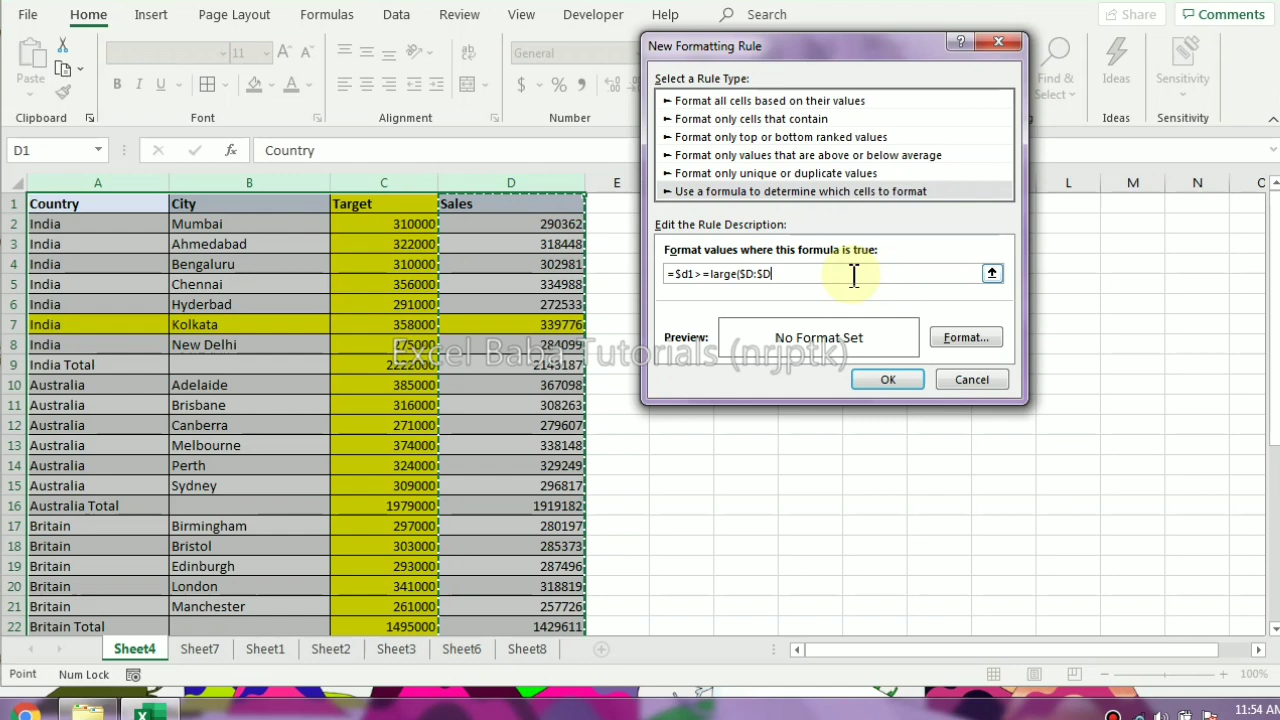 File Home Insert Page Layout Formulas Data Review View Developer Help Search Share Comments
Paste
11 A A
General
B I U
$ % 9
Find & Select
Ideas
Sensitivity
Clipboard Font Alignment Number Ideas Sensitivity
D1 fx Country
A B C D E L M N
1 Country City Target Sales
2 India Mumbai 310000 290362
3 India Ahmedabad 322000 318448
4 India Bengaluru 310000 302981
5 India Chennai 356000 334988
6 India Hyderbad 291000 272533
7 India Kolkata 358000 339776
8 India New Delhi 275000 284099
9 India Total 2222000 2143187
10 Australia Adelaide 385000 367098
11 Australia Brisbane 316000 308263
12 Australia Canberra 271000 279607
13 Australia Melbourne 374000 338148
14 Australia Perth 324000 329249
15 Australia Sydney 309000 296817
16 Australia Total 1979000 1919182
17 Britain Birmingham 297000 280197
18 Britain Bristol 303000 285373
19 Britain Edinburgh 293000 287496
20 Britain London 341000 318819
21 Britain Manchester 261000 257726
22 Britain Total 1495000 1429611
New Formatting Rule ?
Select a Rule Type:
► Format all cells based on their values
► Format only cells that contain
► Format only top or bottom ranked values
► Format only values that are above or below average
► Format only unique or duplicate values
► Use a formula to determine which cells to format
Edit the Rule Description:
Format values where this formula is true:
=$d1>=large($D:$D
Preview: No Format Set Format...
OK Cancel
Excel Baba Tutorials (nrjptk)
Sheet4 Sheet7 Sheet1 Sheet2 Sheet3 Sheet6 Sheet8
Point Num Lock 100%
11:54 AM